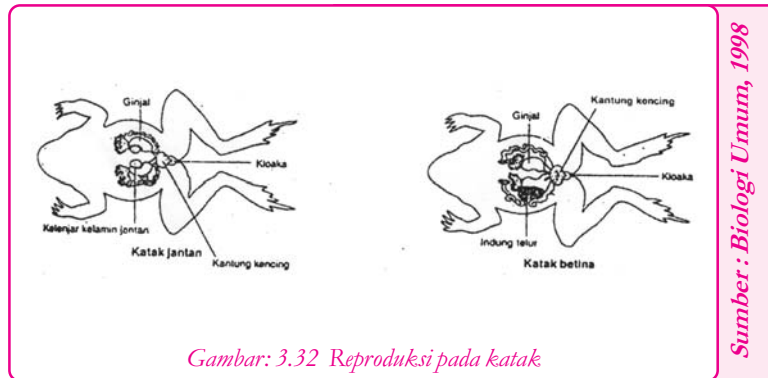 Ginjal
Kloaka
Kelenjar kelamin jantan
Katak jantan
Kantung kencing
Kantung kencing
Ginjal
Kloaka
Indung telur
Katak betina
Gambar: 3.32 Reproduksi pada katak
Sumber : Biologi Umum, 1998